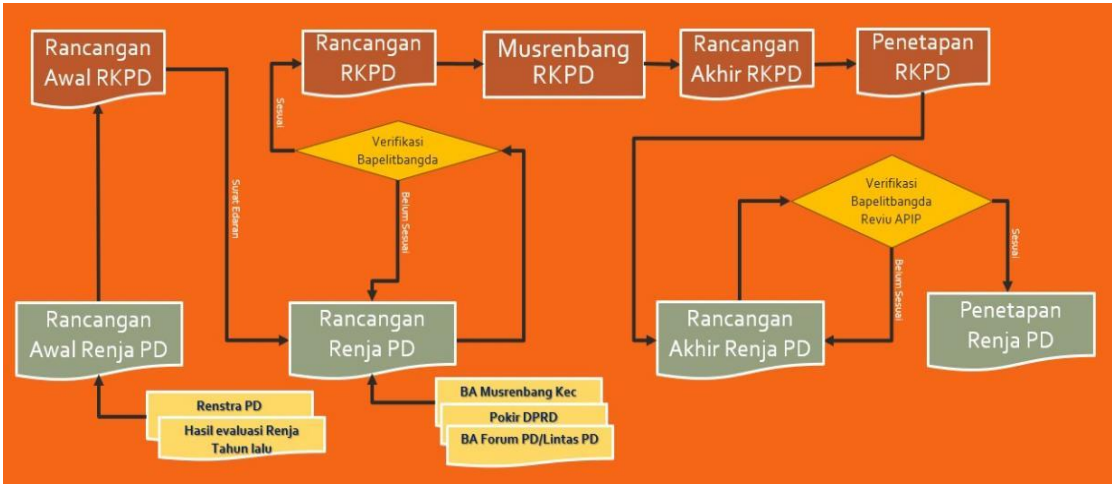 Rancangan
Awal RKPD
Rancangan
RKPD
Musrenbang
RKPD
Rancangan
Akhir RKPD
Penetapan
RKPD
Sesuai
Verifikasi
Bapelitbangda
Surat Edaran
Belum Sesuai
Verifikasi
Bapelitbangda
Reviu APIP
Sesuai
Belum Sesuai
Rancangan
Awal Renja PD
Rancangan
Renja PD
Rancangan
Akhir Renja PD
Penetapan
Renja PD
Renstra PD
Hasil evaluasi Renja
Tahun lalu
BA Musrenbang Kec
Pokir DPRD
BA Forum PD/Lintas PD